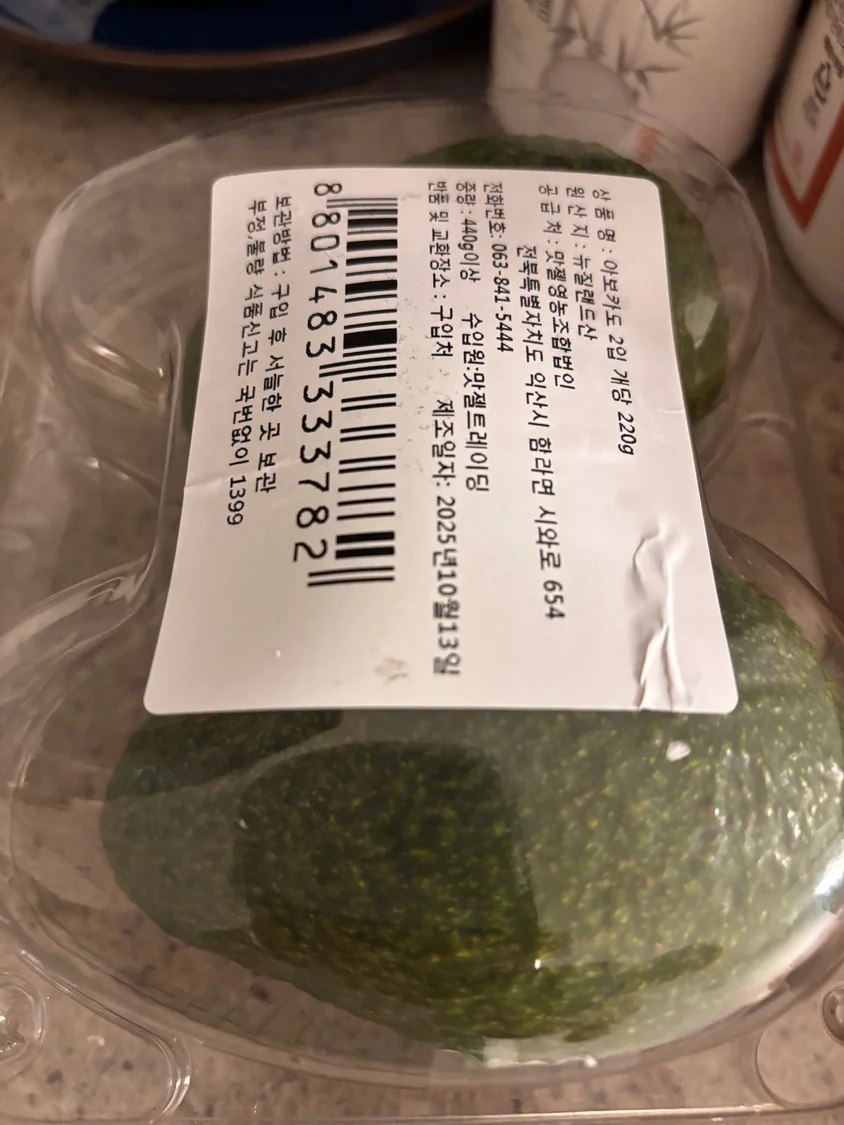 상 품 명 : 아보카도 2입 개당 220g
원 산 지 : 뉴질랜드산
공 급 처 : 맛젤영농조합법인
전북특별자치도 익산시 함라면 시와로 654
전화번호: 063-841-5444
중량 : 440g이상 수입원:맛젤트레이딩
반품 및 교환장소 : 구입처 제조일자: 2025년10월13일
8 801483 333782
보관방법 : 구입 후 서늘한 곳 보관
부정,불량 식품신고는 국번없이 1399